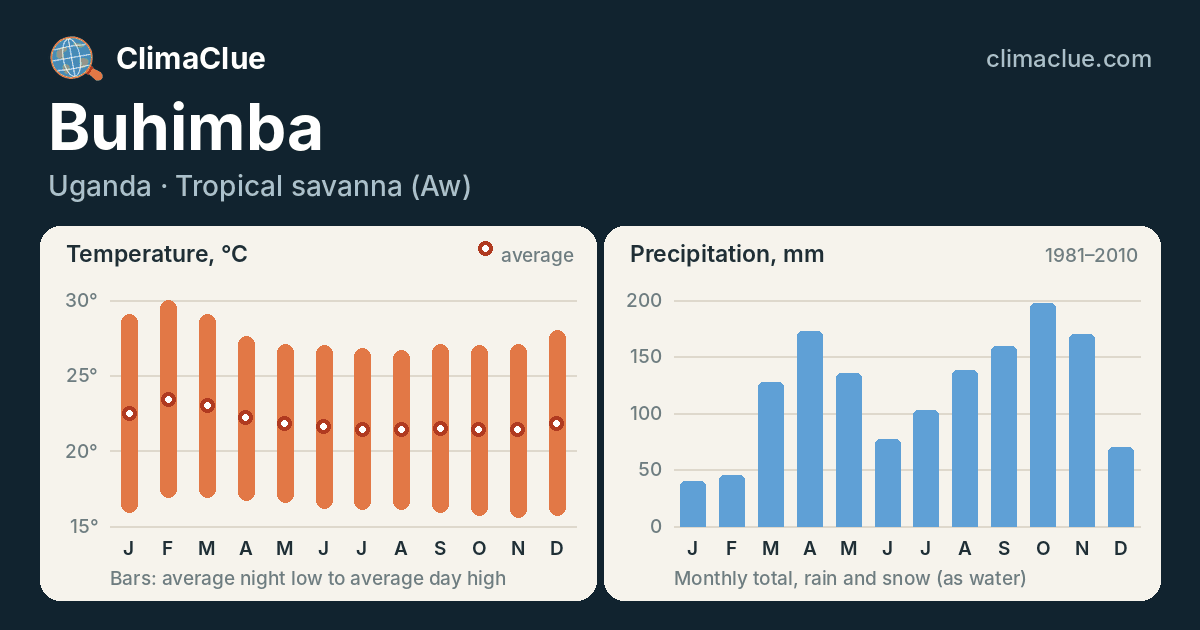 ClimaClue
climaclue.com
Buhimba
Uganda · Tropical savanna (Aw)
Temperature, °C
average
30°
25°
20°
15°
J F M A M J J A S O N D
Bars: average night low to average day high
Precipitation, mm
1981–2010
200
150
100
50
0
J F M A M J J A S O N D
Monthly total, rain and snow (as water)